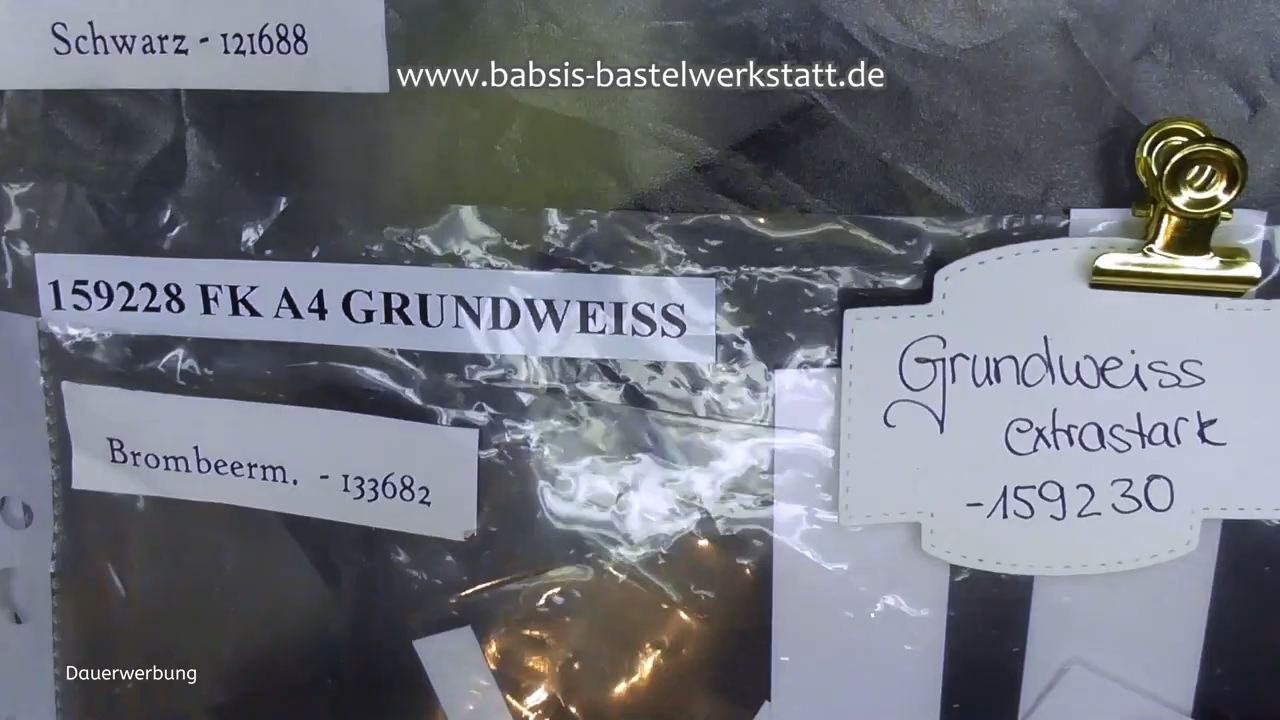 Schwarz - 121688
www.babsis-bastelwerkstatt.de
159228 FK A4 GRUNDWEISS
Grundweiss
extrastark
-159230
Brombeerm. - 133682
Dauerwerbung